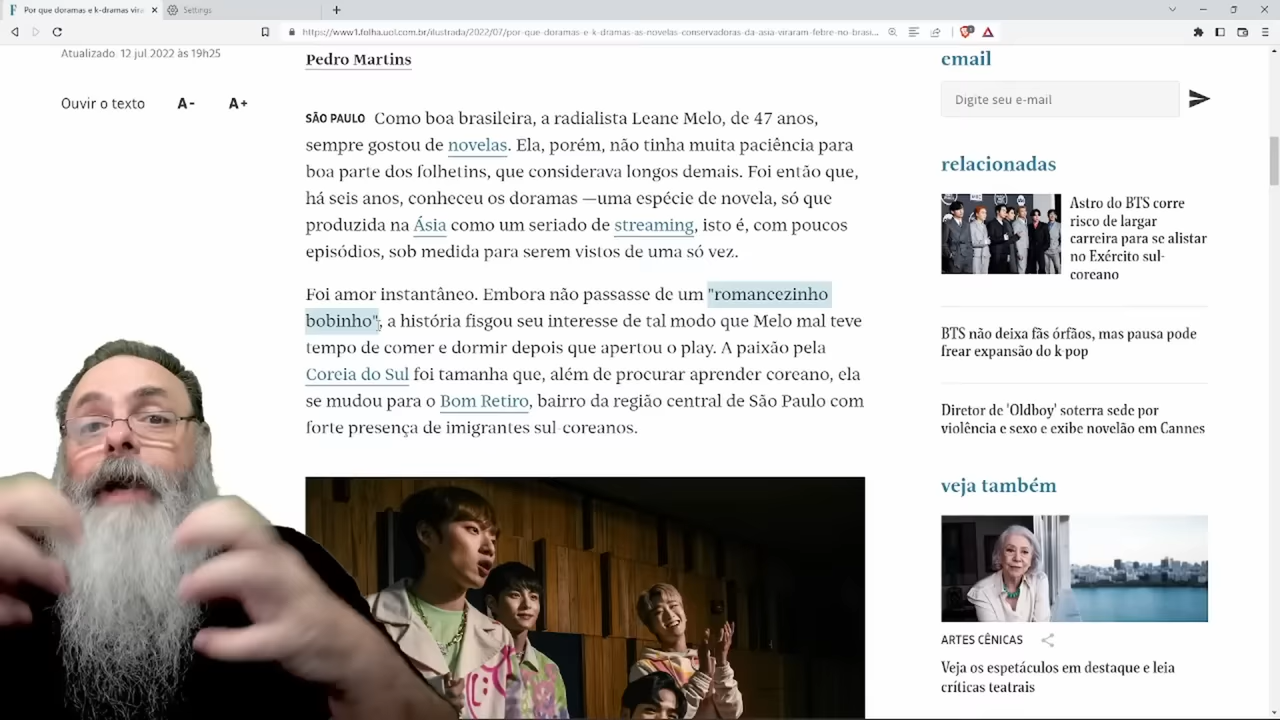 Por que doramas e k-dramas vira
Settings
https://www1.folha.uol.com.br/ilustrada/2022/07/por-que-doramas-e-k-dramas-as-novelas-conservadoras-da-asia-viraram-febre-no-brasi...
Atualizado: 12.jul.2022 às 19h25
Ouvir o texto A- A+
Pedro Martins
SÃO PAULO Como boa brasileira, a radialista Leane Melo, de 47 anos,
sempre gostou de novelas. Ela, porém, não tinha muita paciência para
boa parte dos folhetins, que considerava longos demais. Foi então que,
há seis anos, conheceu os doramas —uma espécie de novela, só que
produzida na Ásia como um seriado de streaming, isto é, com poucos
episódios, sob medida para serem vistos de uma só vez.
Foi amor instantâneo. Embora não passasse de um "romancezinho
bobinho", a história fisgou seu interesse de tal modo que Melo mal teve
tempo de comer e dormir depois que apertou o play. A paixão pela
Coreia do Sul foi tamanha que, além de procurar aprender coreano, ela
se mudou para o Bom Retiro, bairro da região central de São Paulo com
forte presença de imigrantes sul-coreanos.
email
Digite seu e-mail
relacionadas
Astro do BTS corre
risco de largar
carreira para se alistar
no Exército sul-
coreano
BTS não deixa fãs órfãos, mas pausa pode
frear expansão do k-pop
Diretor de 'Oldboy' soterra sede por
violência e sexo e exibe novelão em Cannes
veja também
ARTES CÊNICAS
Veja os espetáculos em destaque e leia
críticas teatrais